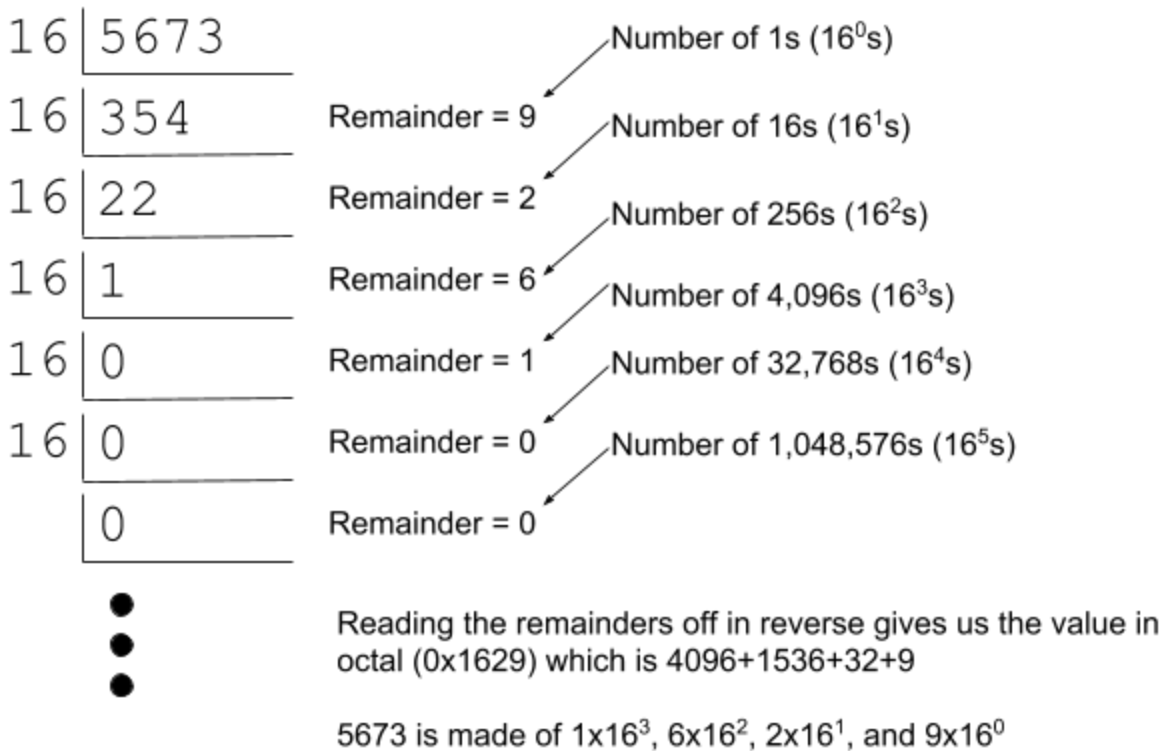 16 5673
Number of 1s (16⁰s)
16 354 Remainder = 9
Number of 16s (16¹s)
16 22 Remainder = 2
Number of 256s (16²s)
16 1 Remainder = 6
Number of 4,096s (16³s)
16 0 Remainder = 1
Number of 32,768s (16⁴s)
16 0 Remainder = 0
Number of 1,048,576s (16⁵s)
0 Remainder = 0
Reading the remainders off in reverse gives us the value in
octal (0x1629) which is 4096+1536+32+9
5673 is made of 1x16³, 6x16², 2x16¹, and 9x16⁰